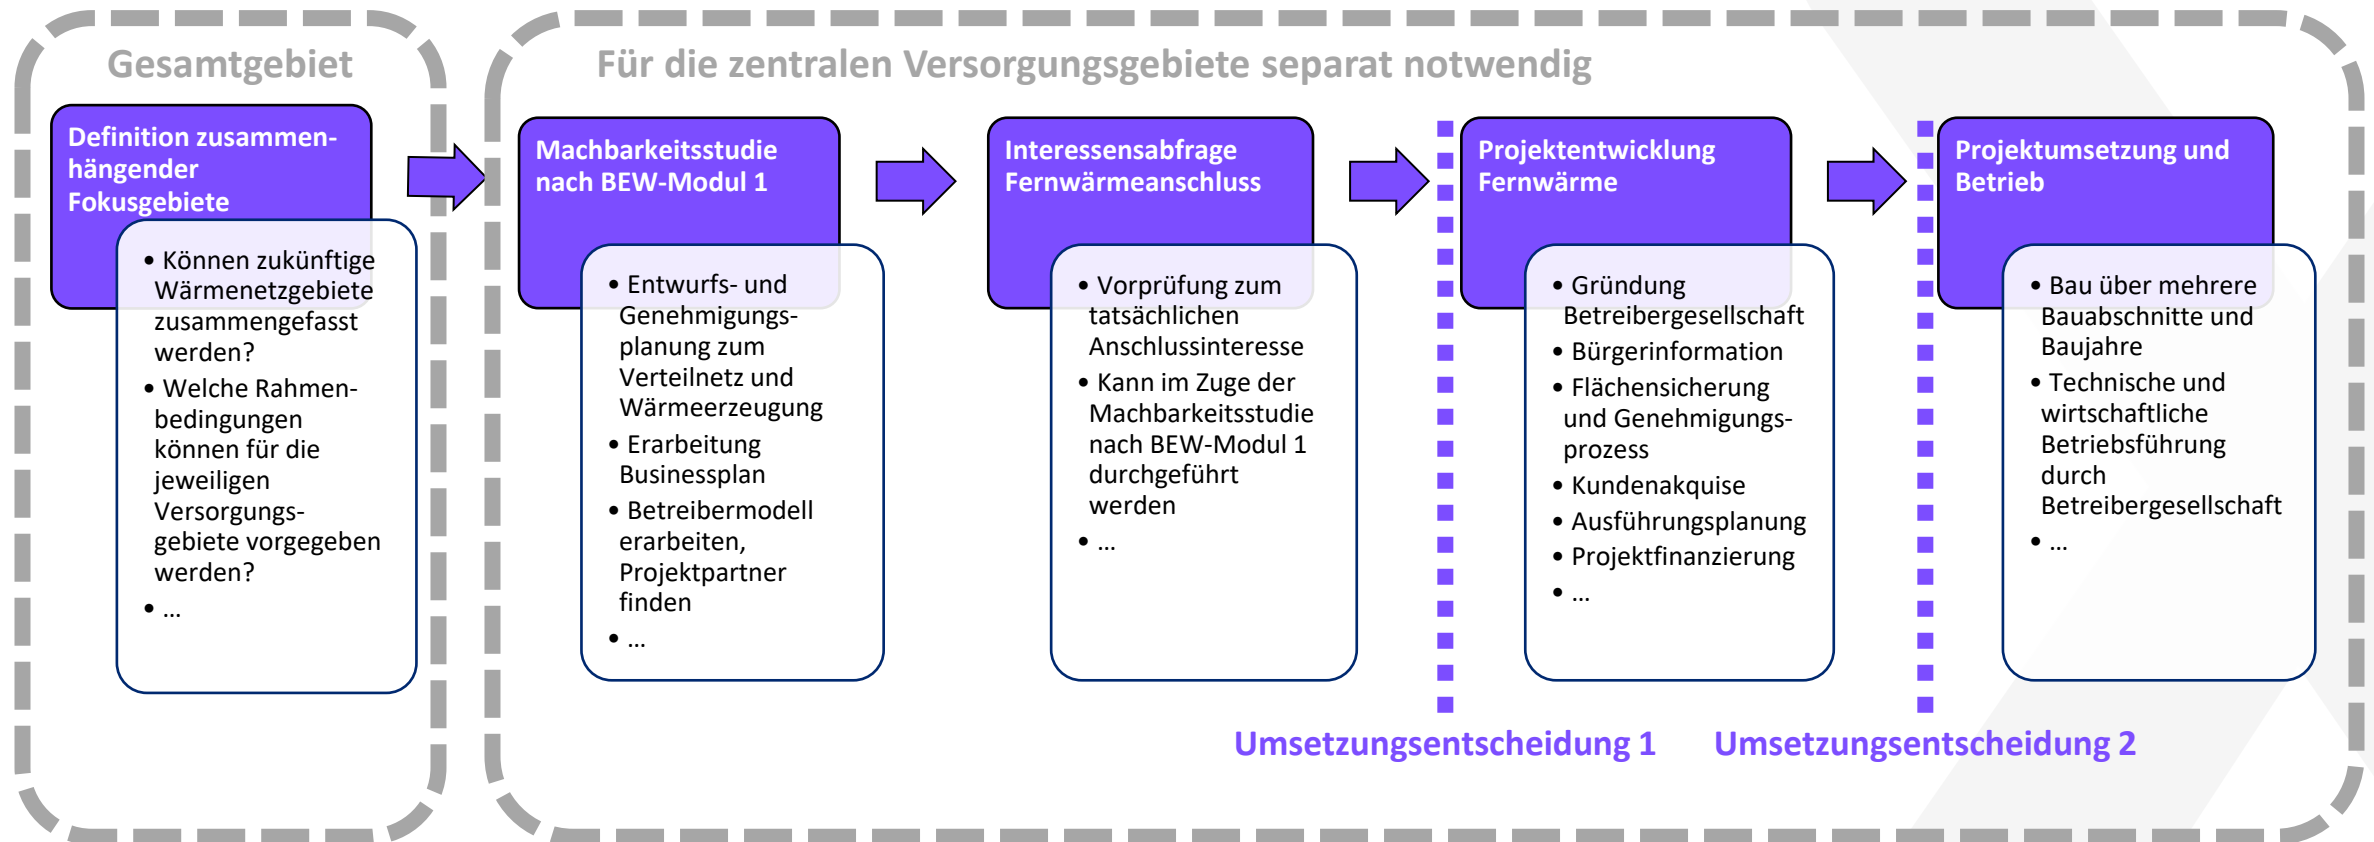 Gesamtgebiet
Definition zusammen-
hängender
Fokusgebiete
• Können zukünftige
Wärmenetzgebiete
zusammengefasst
werden?
• Welche Rahmen-
bedingungen
können für die
jeweiligen
Versorgungs-
gebiete vorgegeben
werden?
• ...
Für die zentralen Versorgungsgebiete separat notwendig
Machbarkeitsstudie
nach BEW-Modul 1
• Entwurfs- und
Genehmigungs-
planung zum
Verteilnetz und
Wärmeerzeugung
• Erarbeitung
Businessplan
• Betreibermodell
erarbeiten,
Projektpartner
finden
• ...
Interessensabfrage
Fernwärmeanschluss
• Vorprüfung zum
tatsächlichen
Anschlussinteresse
• Kann im Zuge der
Machbarkeitsstudie
nach BEW-Modul 1
durchgeführt
werden
• ...
Projektentwicklung
Fernwärme
• Gründung
Betreibergesellschaft
• Bürgerinformation
• Flächensicherung
und Genehmigungs-
prozess
• Kundenakquise
• Ausführungsplanung
• Projektfinanzierung
• ...
Projektumsetzung und
Betrieb
• Bau über mehrere
Bauabschnitte und
Baujahre
• Technische und
wirtschaftliche
Betriebsführung
durch
Betreibergesellschaft
• ...
Umsetzungsentscheidung 1
Umsetzungsentscheidung 2